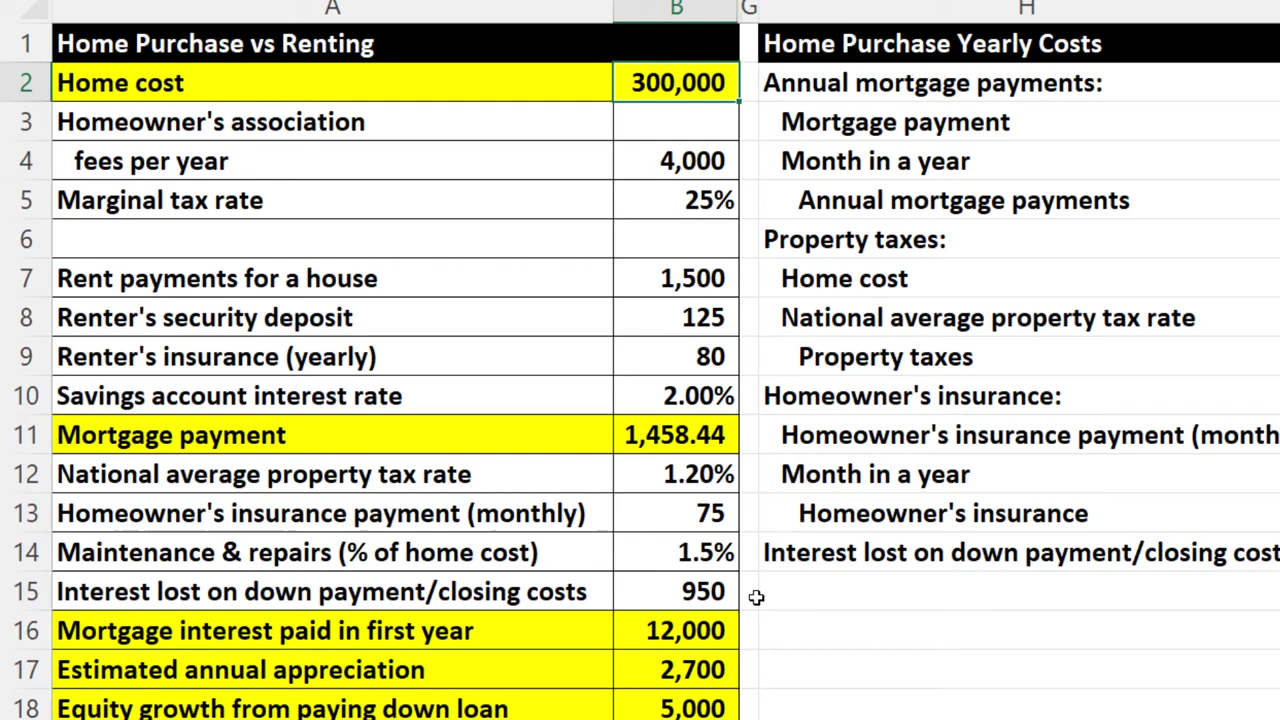 A B G H
1 Home Purchase vs Renting Home Purchase Yearly Costs
2 Home cost 300,000 Annual mortgage payments:
3 Homeowner's association Mortgage payment
4 fees per year 4,000 Month in a year
5 Marginal tax rate 25% Annual mortgage payments
6 Property taxes:
7 Rent payments for a house 1,500 Home cost
8 Renter's security deposit 125 National average property tax rate
9 Renter's insurance (yearly) 80 Property taxes
10 Savings account interest rate 2.00% Homeowner's insurance:
11 Mortgage payment 1,458.44 Homeowner's insurance payment (month
12 National average property tax rate 1.20% Month in a year
13 Homeowner's insurance payment (monthly) 75 Homeowner's insurance
14 Maintenance & repairs (% of home cost) 1.5% Interest lost on down payment/closing cost
15 Interest lost on down payment/closing costs 950
16 Mortgage interest paid in first year 12,000
17 Estimated annual appreciation 2,700
18 Equity growth from paying down loan 5,000